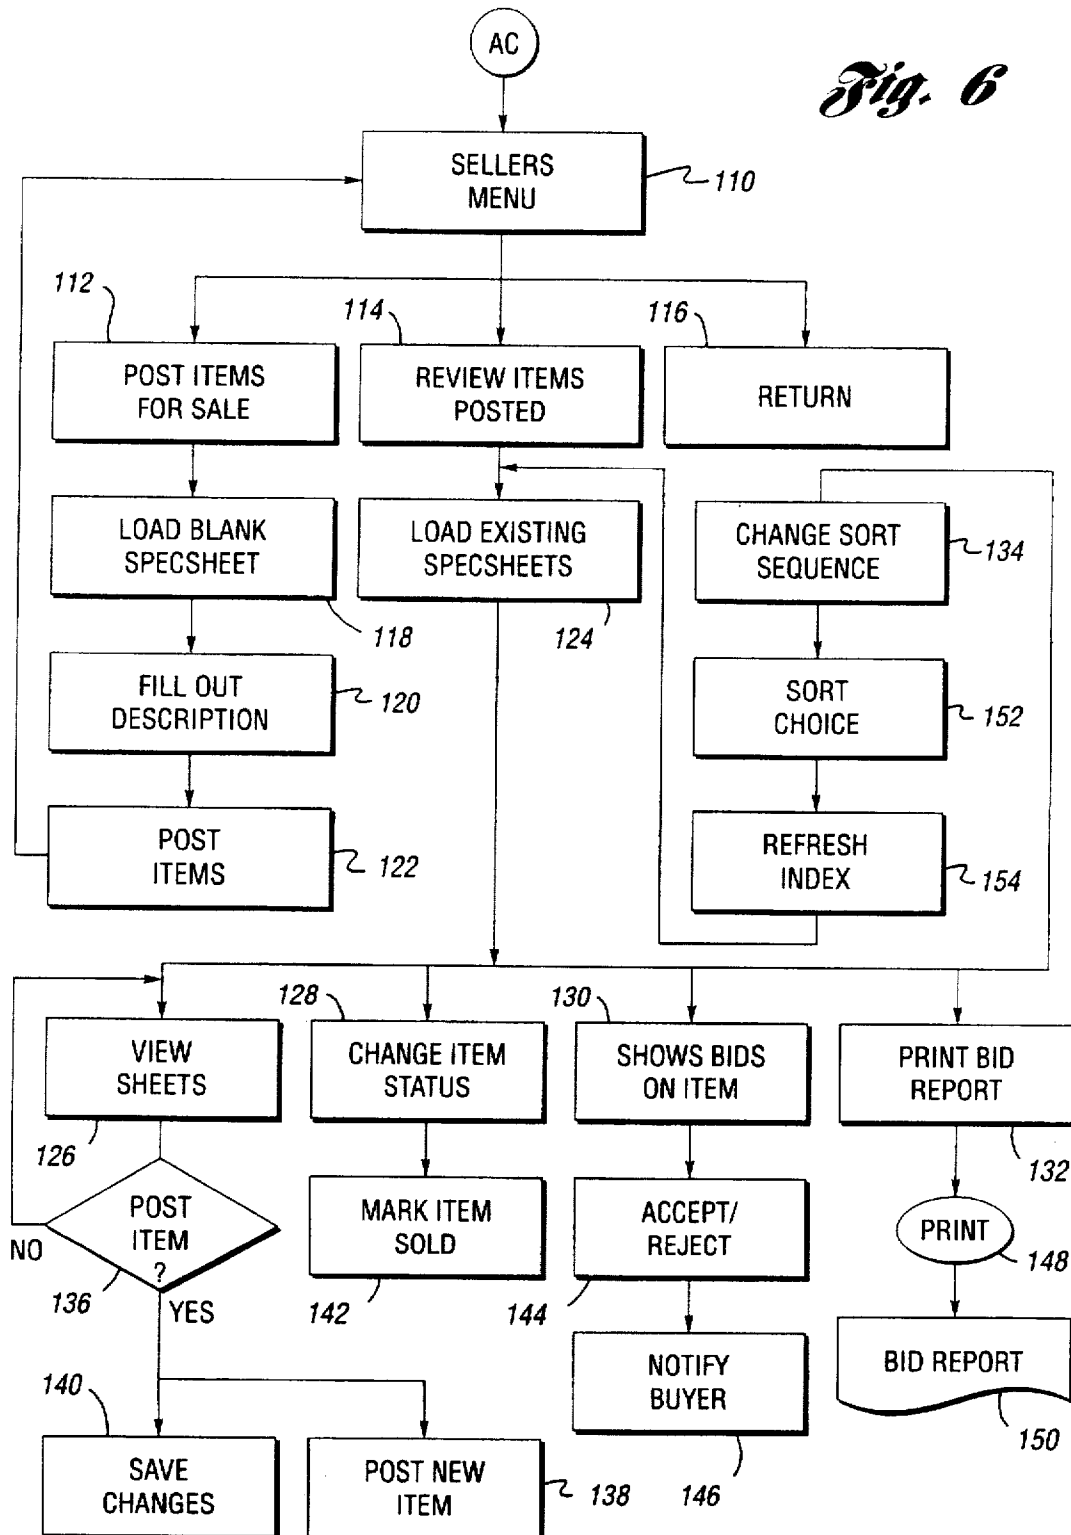 AC
Fig. 6
SELLERS
MENU
110
112
114
116
POST ITEMS
FOR SALE
REVIEW ITEMS
POSTED
RETURN
LOAD BLANK
SPECSHEET
118
LOAD EXISTING
SPECSHEETS
124
CHANGE SORT
SEQUENCE
134
FILL OUT
DESCRIPTION
120
SORT
CHOICE
152
POST
ITEMS
122
REFRESH
INDEX
154
128
130
VIEW
SHEETS
126
CHANGE ITEM
STATUS
SHOWS BIDS
ON ITEM
PRINT BID
REPORT
132
POST
ITEM
?
NO
136
YES
MARK ITEM
SOLD
142
ACCEPT/
REJECT
144
PRINT
148
NOTIFY
BUYER
146
BID REPORT
150
140
SAVE
CHANGES
POST NEW
ITEM
138